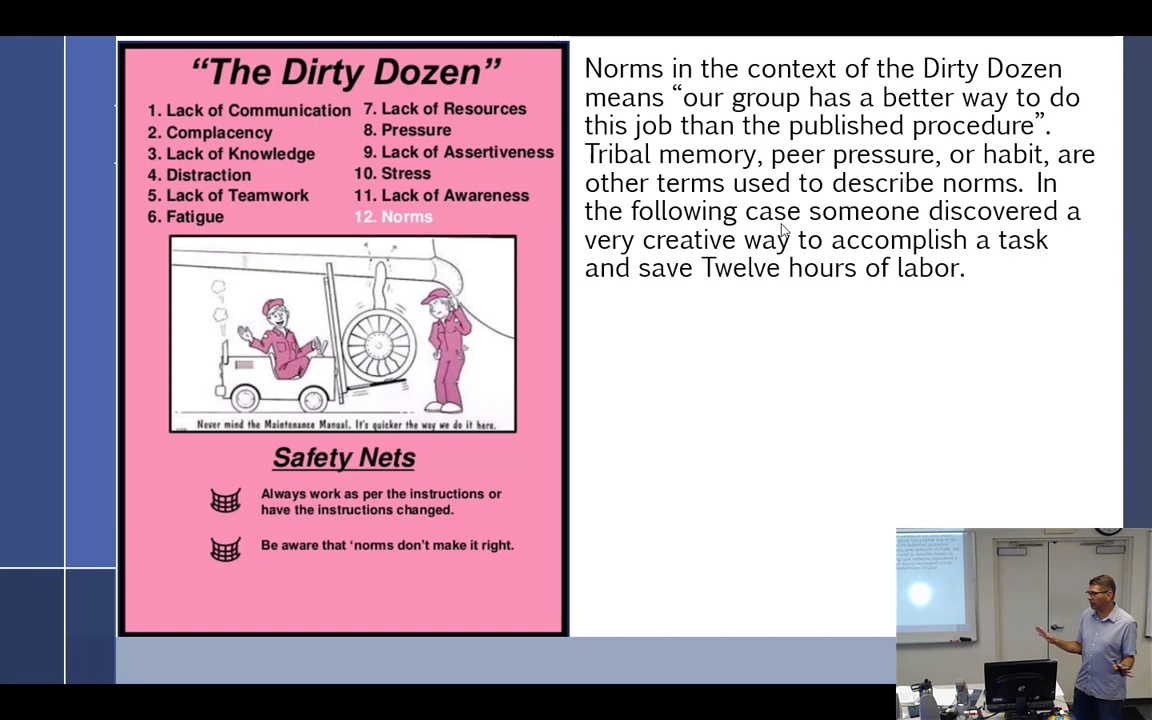 “The Dirty Dozen”
1. Lack of Communication
2. Complacency
3. Lack of Knowledge
4. Distraction
5. Lack of Teamwork
6. Fatigue
7. Lack of Resources
8. Pressure
9. Lack of Assertiveness
10. Stress
11. Lack of Awareness
12. Norms
Never mind the Maintenance Manual. It's quicker the way we do it here.
Safety Nets
Always work as per the instructions or
have the instructions changed.
Be aware that ‘norms don’t make it right.
Norms in the context of the Dirty Dozen
means “our group has a better way to do
this job than the published procedure”.
Tribal memory, peer pressure, or habit, are
other terms used to describe norms. In
the following case someone discovered a
very creative way to accomplish a task
and save Twelve hours of labor.